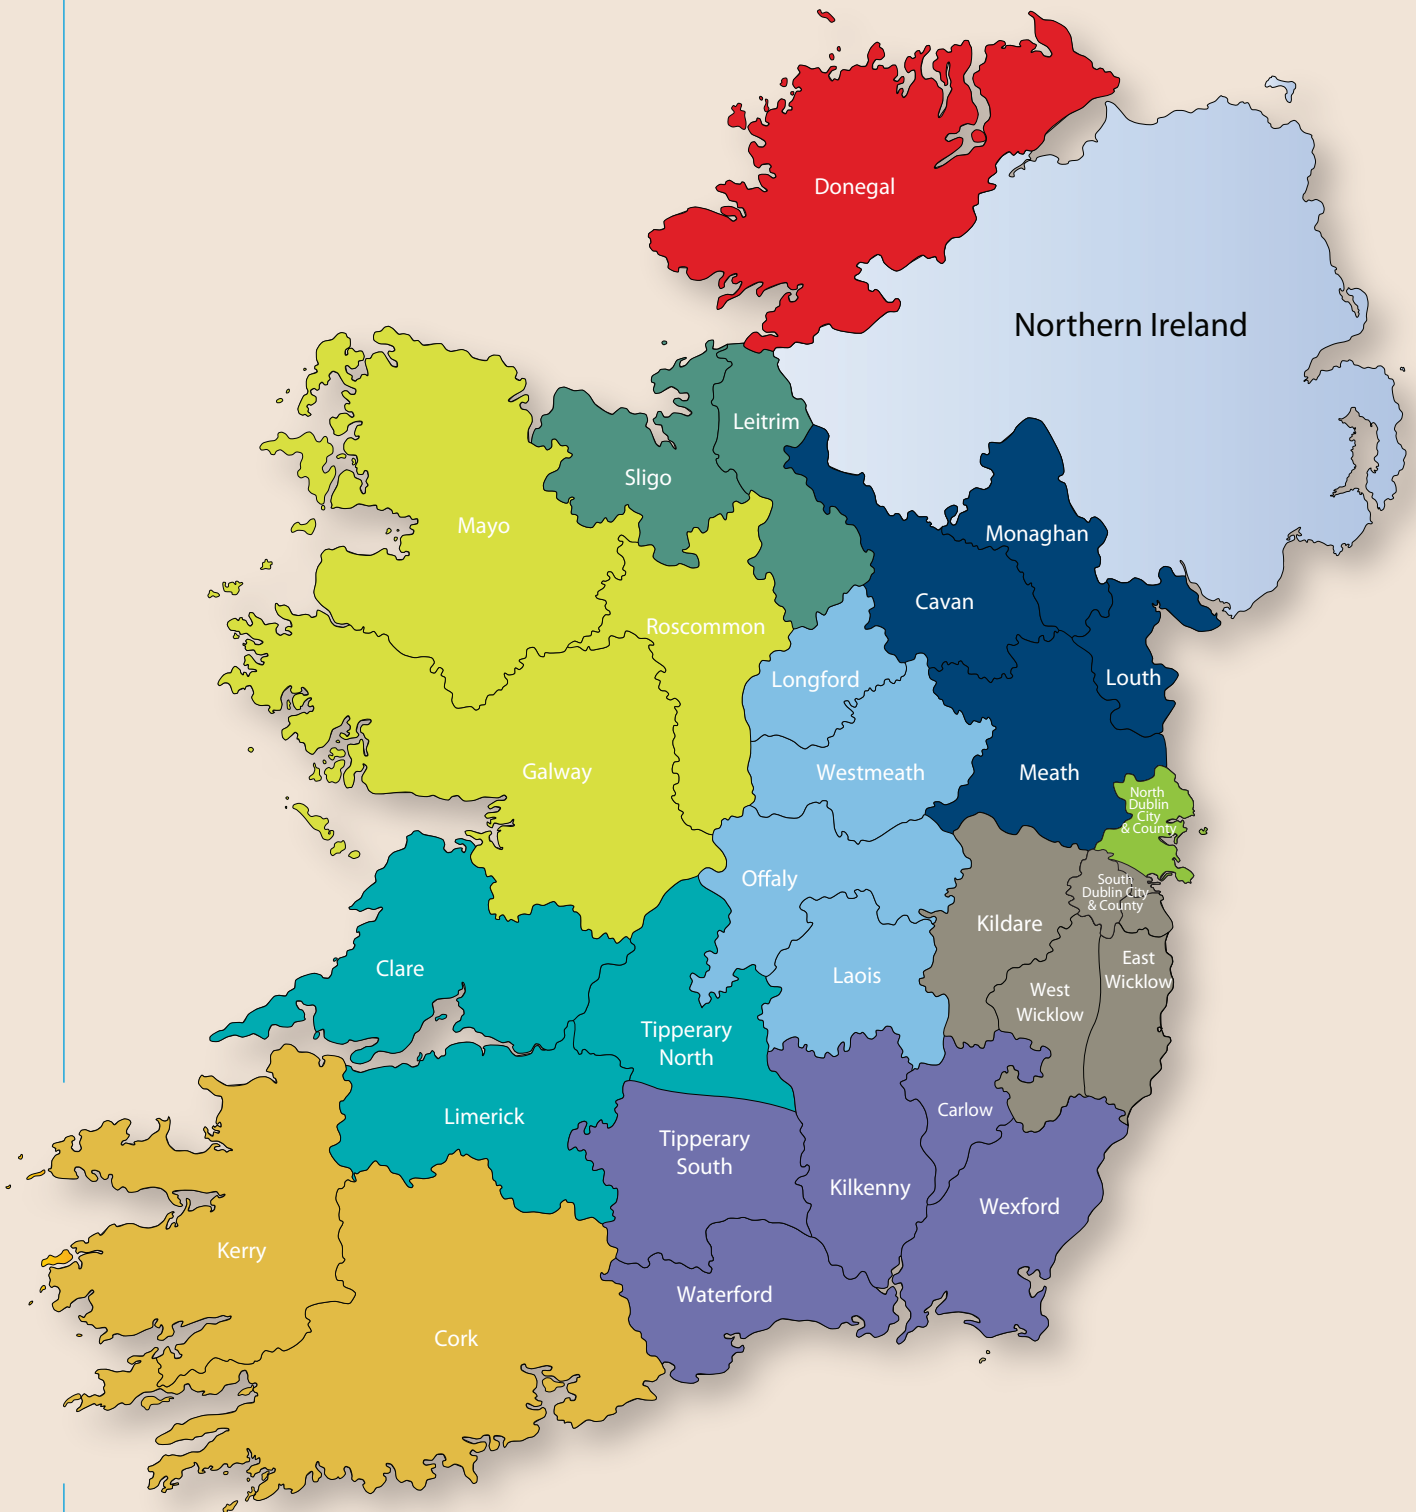 Donegal
Northern Ireland
Leitrim
Sligo
Mayo
Monaghan
Cavan
Roscommon
Longford
Louth
Galway
Westmeath
Meath
North
Dublin
City
& County
Offaly
South
Dublin City
& County
Kildare
Clare
Laois
East
Wicklow
West
Wicklow
Tipperary
North
Limerick
Carlow
Tipperary
South
Kilkenny
Wexford
Kerry
Waterford
Cork